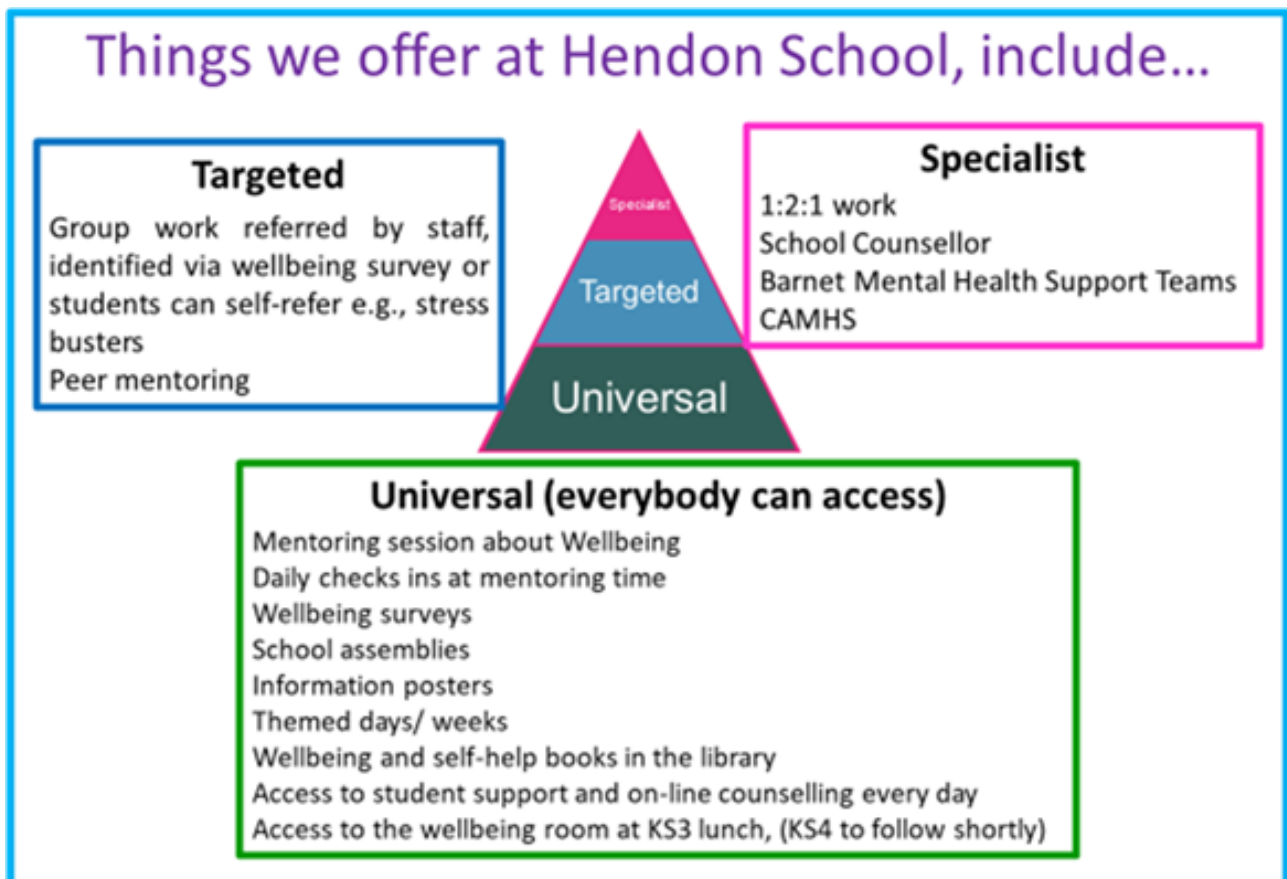 Things we offer at Hendon School, include...
Targeted
Group work referred by staff,
identified via wellbeing survey or
students can self-refer e.g., stress
busters
Peer mentoring
Specialist
Targeted
Universal
Specialist
1:2:1 work
School Counsellor
Barnet Mental Health Support Teams
CAMHS
Universal (everybody can access)
Mentoring session about Wellbeing
Daily checks ins at mentoring time
Wellbeing surveys
School assemblies
Information posters
Themed days/ weeks
Wellbeing and self-help books in the library
Access to student support and on-line counselling every day
Access to the wellbeing room at KS3 lunch, (KS4 to follow shortly)